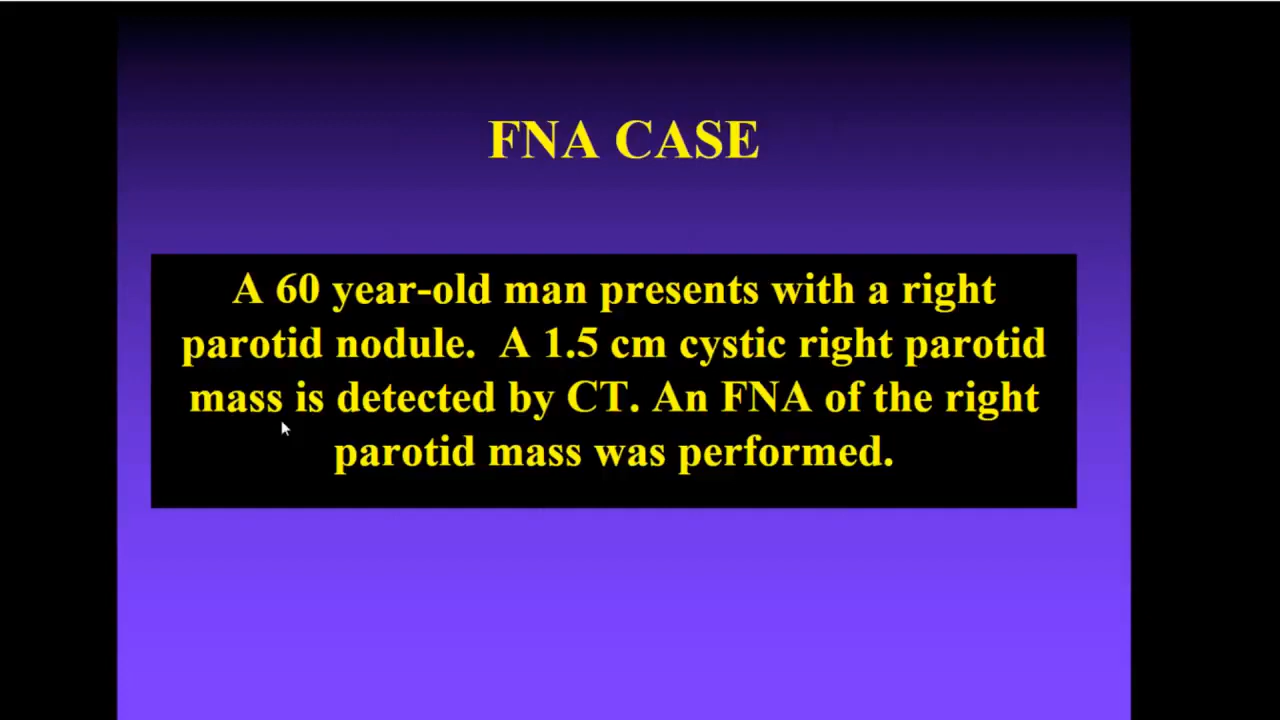 FNA CASE
A 60 year-old man presents with a right
parotid nodule.  A 1.5 cm cystic right parotid
mass is detected by CT. An FNA of the right
parotid mass was performed.